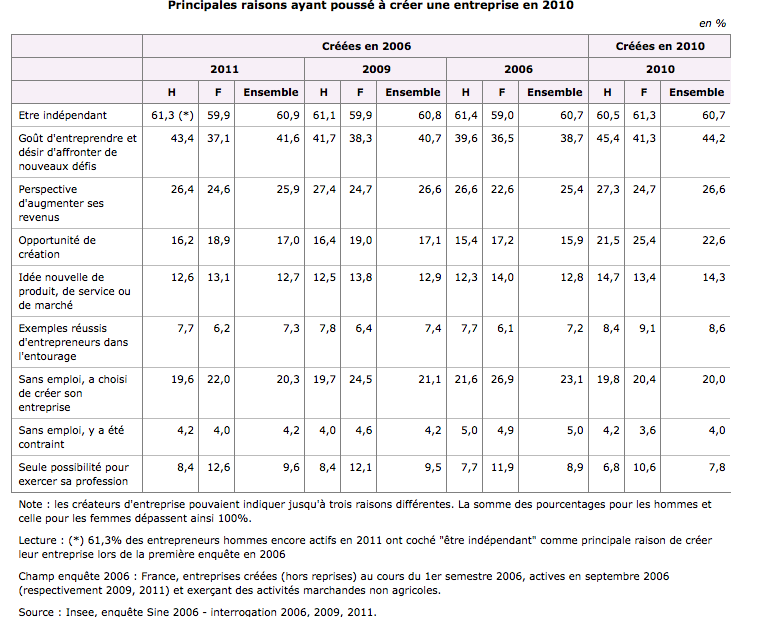 Principales raisons ayant poussé à créer une entreprise en 2010
en %
Créées en 2006 Créées en 2010
2011 2009 2006 2010
H F Ensemble H F Ensemble H F Ensemble H F Ensemble
Etre indépendant 61,3 (*) 59,9 60,9 61,1 59,9 60,8 61,4 59,0 60,7 60,5 61,3 60,7
Goût d'entreprendre et 43,4 37,1 41,6 41,7 38,3 40,7 39,6 36,5 38,7 45,4 41,3 44,2
désir d'affronter de
nouveaux défis
Perspective 26,4 24,6 25,9 27,4 24,7 26,6 26,6 22,6 25,4 27,3 24,7 26,6
d'augmenter ses
revenus
Opportunité de 16,2 18,9 17,0 16,4 19,0 17,1 15,4 17,2 15,9 21,5 25,4 22,6
création
Idée nouvelle de 12,6 13,1 12,7 12,5 13,8 12,9 12,3 14,0 12,8 14,7 13,4 14,3
produit, de service ou
de marché
Exemples réussis 7,7 6,2 7,3 7,8 6,4 7,4 7,7 6,1 7,2 8,4 9,1 8,6
d'entrepreneurs dans
l'entourage
Sans emploi, a choisi 19,6 22,0 20,3 19,7 24,5 21,1 21,6 26,9 23,1 19,8 20,4 20,0
de créer son
entreprise
Sans emploi, y a été 4,2 4,0 4,2 4,0 4,6 4,2 5,0 4,9 5,0 4,2 3,6 4,0
contraint
Seule possibilité pour 8,4 12,6 9,6 8,4 12,1 9,5 7,7 11,9 8,9 6,8 10,6 7,8
exercer sa profession
Note : les créateurs d'entreprise pouvaient indiquer jusqu'à trois raisons différentes. La somme des pourcentages pour les hommes et
celle pour les femmes dépassent ainsi 100%.
Lecture : (*) 61,3% des entrepreneurs hommes encore actifs en 2011 ont coché "être indépendant" comme principale raison de créer
leur entreprise lors de la première enquête en 2006
Champ enquête 2006 : France, entreprises créées (hors reprises) au cours du 1er semestre 2006, actives en septembre 2006
(respectivement 2009, 2011) et exerçant des activités marchandes non agricoles.
Source : Insee, enquête Sine 2006 - interrogation 2006, 2009, 2011.